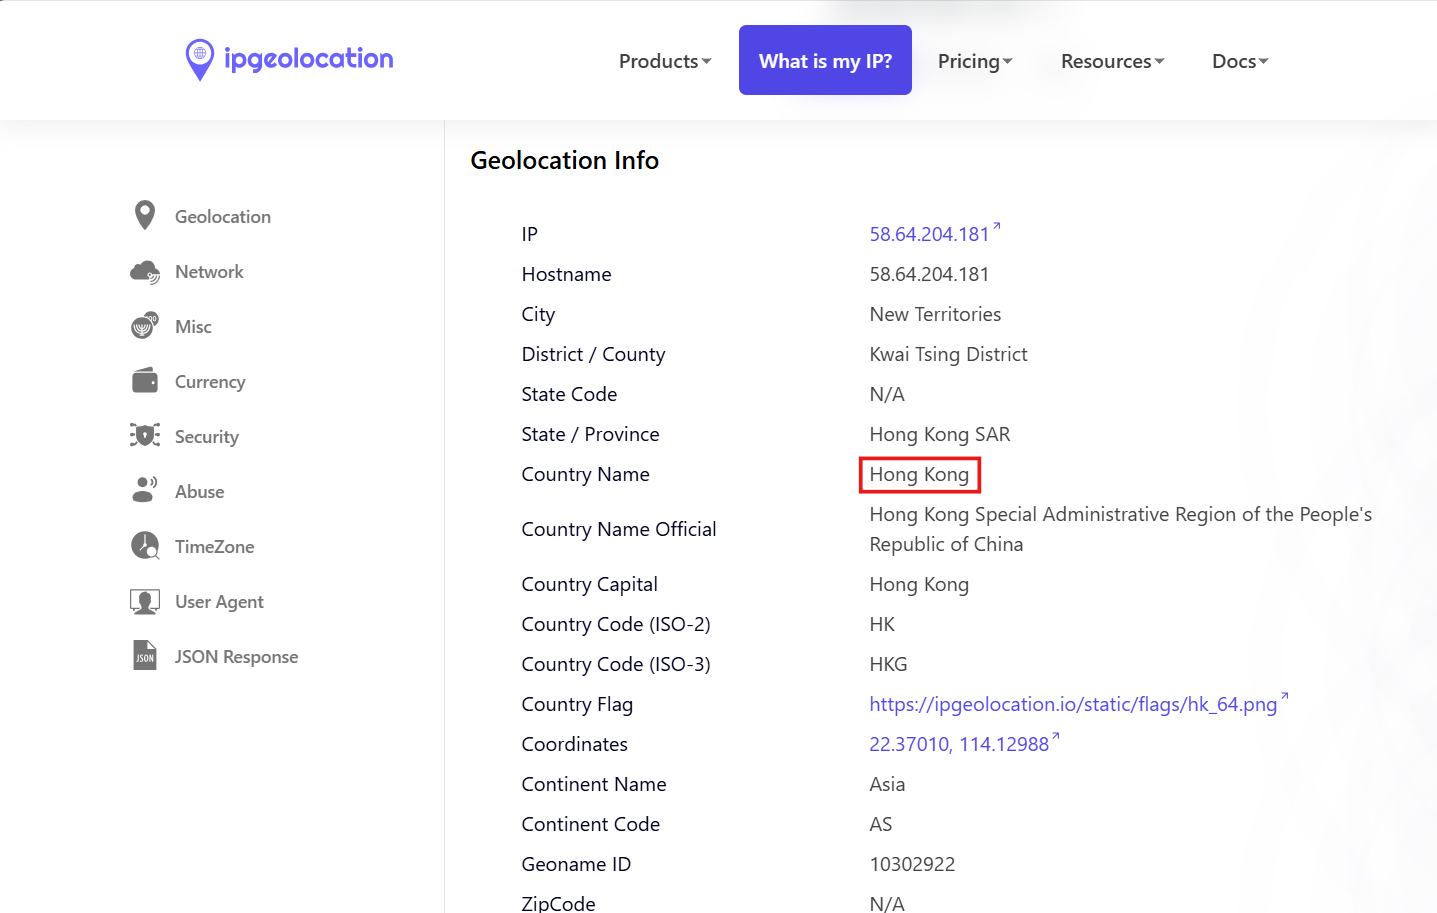 ipgeolocation
Products
What is my IP?
Pricing
Resources
Docs
Geolocation
Network
Misc
Currency
Security
Abuse
TimeZone
User Agent
JSON
JSON Response
Geolocation Info
IP 58.64.204.181
Hostname 58.64.204.181
City New Territories
District / County Kwai Tsing District
State Code N/A
State / Province Hong Kong SAR
Country Name Hong Kong
Country Name Official Hong Kong Special Administrative Region of the People's
Republic of China
Country Capital Hong Kong
Country Code (ISO-2) HK
Country Code (ISO-3) HKG
Country Flag https://ipgeolocation.io/static/flags/hk_64.png
Coordinates 22.37010, 114.12988
Continent Name Asia
Continent Code AS
Geoname ID 10302922
ZipCode N/A